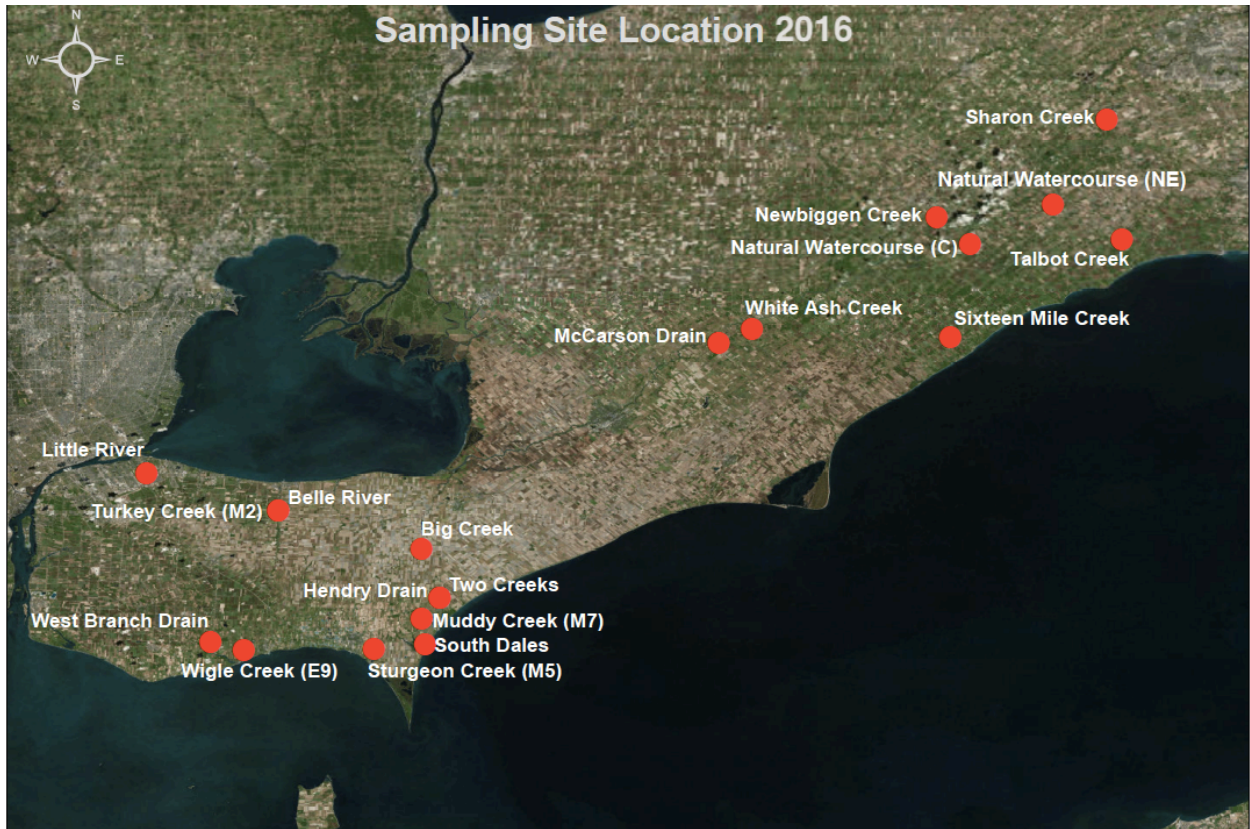 Sampling Site Location 2016
N
W
E
S
Sharon Creek
Natural Watercourse (NE)
Newbiggen Creek
Natural Watercourse (C)
Talbot Creek
White Ash Creek
Sixteen Mile Creek
McCarson Drain
Little River
Belle River
Turkey Creek (M2)
Big Creek
Hendry Drain
Two Creeks
West Branch Drain
Muddy Creek (M7)
South Dales
Wigle Creek (E9)
Sturgeon Creek (M5)